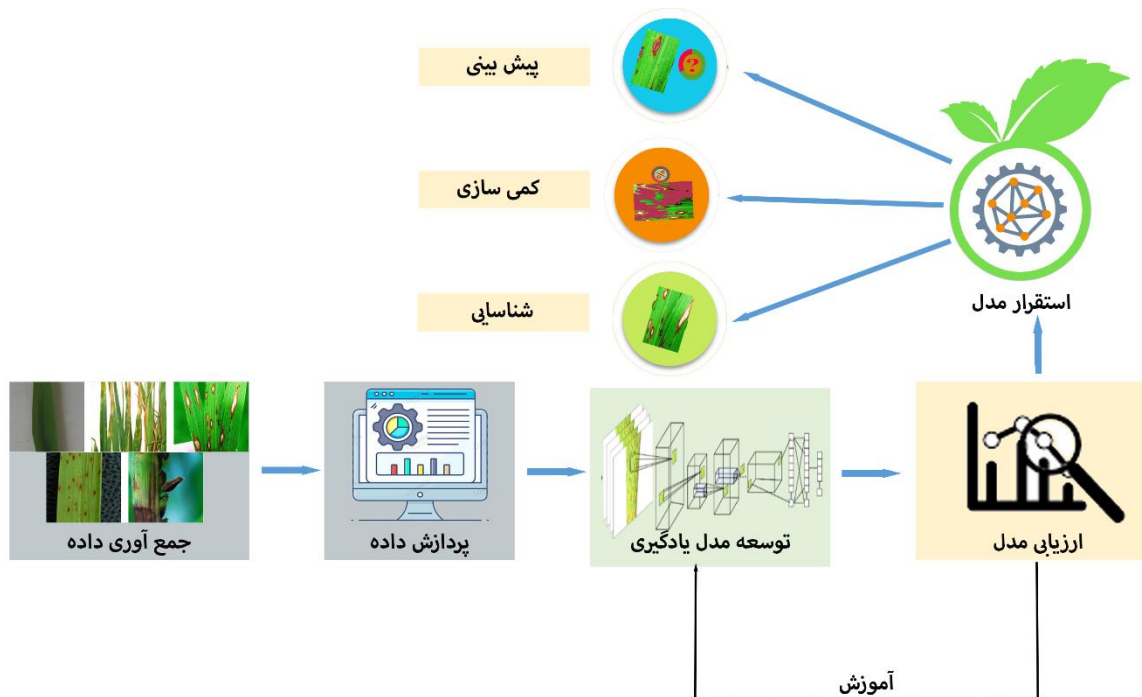 پیش بینی
کمی سازی
شناسایی
استقرار مدل
جمع آوری داده
پردازش داده
توسعه مدل یادگیری
ارزیابی مدل
آموزش
?